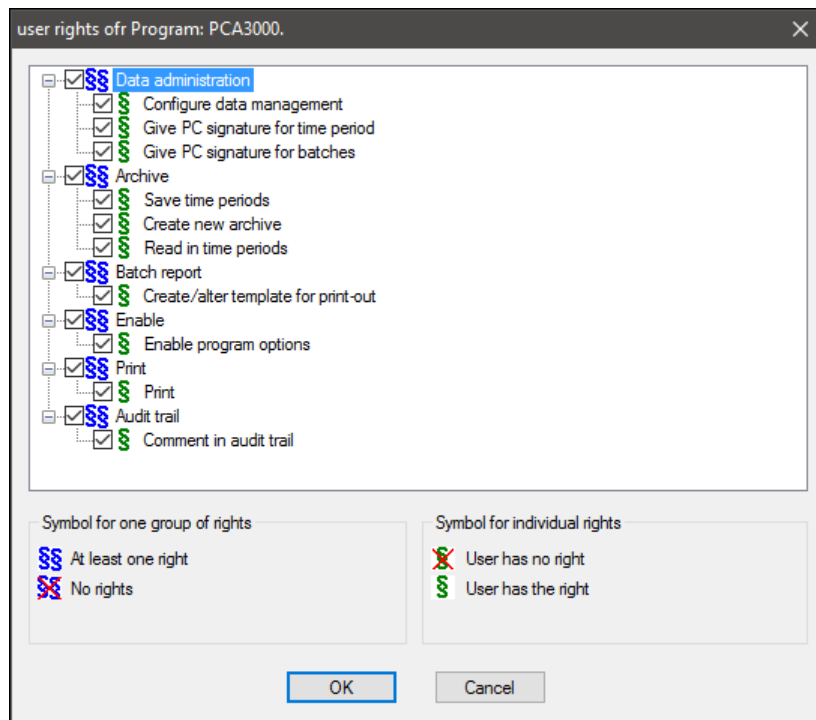 user rights ofr Program: PCA3000.
§§ Data administration
§ Configure data management
§ Give PC signature for time period
§ Give PC signature for batches
§§ Archive
§ Save time periods
§ Create new archive
§ Read in time periods
§§ Batch report
§ Create/alter template for print-out
§§ Enable
§ Enable program options
§§ Print
§ Print
§§ Audit trail
§ Comment in audit trail
Symbol for one group of rights
§§ At least one right
§§ No rights
Symbol for individual rights
§ User has no right
§ User has the right
OK
Cancel